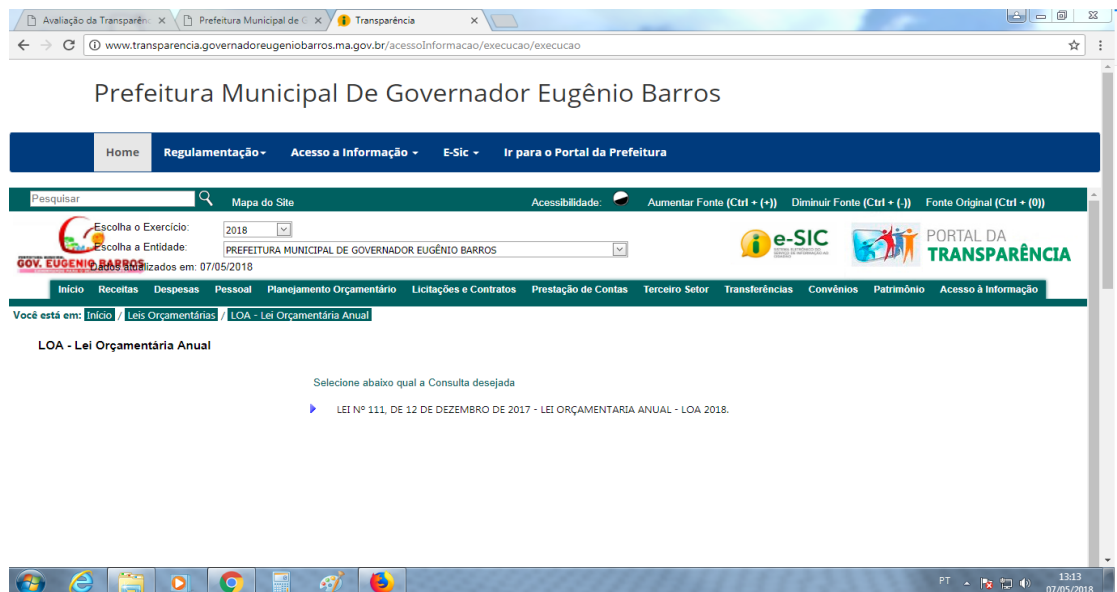 Avaliação da Transparênc
Prefeitura Municipal de G
Transparência
www.transparencia.governadoreugeniobarros.ma.gov.br/acessoInformacao/execucao/execucao
Prefeitura Municipal De Governador Eugênio Barros
Home Regulamentação Acesso a Informação E-Sic Ir para o Portal da Prefeitura
Pesquisar Mapa do Site Acessibilidade: Aumentar Fonte (Ctrl + (+)) Diminuir Fonte (Ctrl + (-)) Fonte Original (Ctrl + (0))
Escolha o Exercício: 2018
Escolha a Entidade: PREFEITURA MUNICIPAL DE GOVERNADOR EUGÊNIO BARROS
GOV. EUGENIO BARROS
Dados atualizados em: 07/05/2018
e-SIC
PORTAL DA
TRANSPARÊNCIA
Início Receitas Despesas Pessoal Planejamento Orçamentário Licitações e Contratos Prestação de Contas Terceiro Setor Transferências Convênios Patrimônio Acesso à Informação
Você está em: Início / Leis Orçamentárias / LOA - Lei Orçamentária Anual
LOA - Lei Orçamentária Anual
Selecione abaixo qual a Consulta desejada
LEI Nº 111, DE 12 DE DEZEMBRO DE 2017 - LEI ORÇAMENTARIA ANUAL - LOA 2018.
PT 13:13
07/05/2018